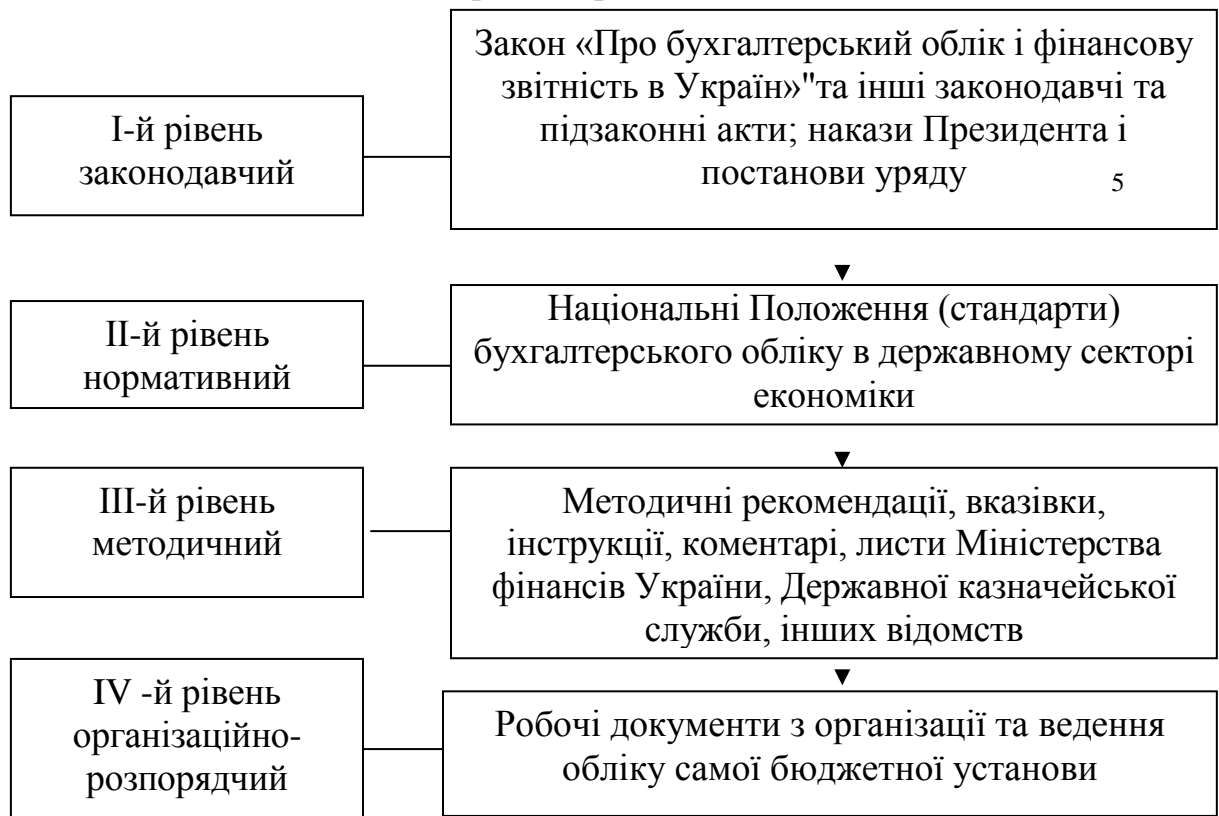 І-й рівень
законодавчий
Закон «Про бухгалтерський облік і фінансову
звітність в Україн»"та інші законодавчі та
підзаконні акти; накази Президента і
постанови уряду 5
ІІ-й рівень
нормативний
Національні Положення (стандарти)
бухгалтерського обліку в державному секторі
економіки
ІІІ-й рівень
методичний
Методичні рекомендації, вказівки,
інструкції, коментарі, листи Міністерства
фінансів України, Державної казначейської
служби, інших відомств
IV -й рівень
організаційно-
розпорядчий
Робочі документи з організації та ведення
обліку самої бюджетної установи